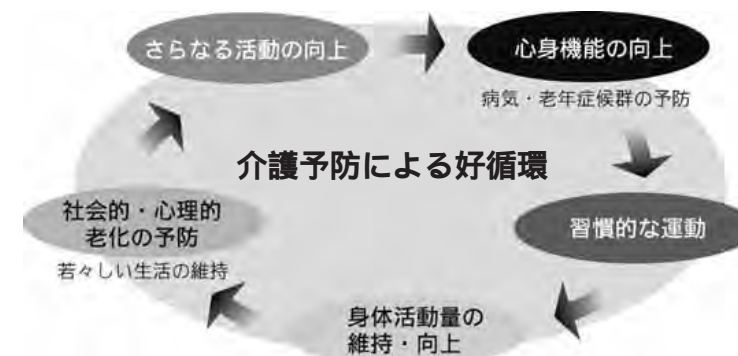 さらなる活動の向上
心身機能の向上
病気・老年症候群の予防
介護予防による好循環
社会的・心理的
老化の予防
若々しい生活の維持
習慣的な運動
身体活動量の
維持・向上